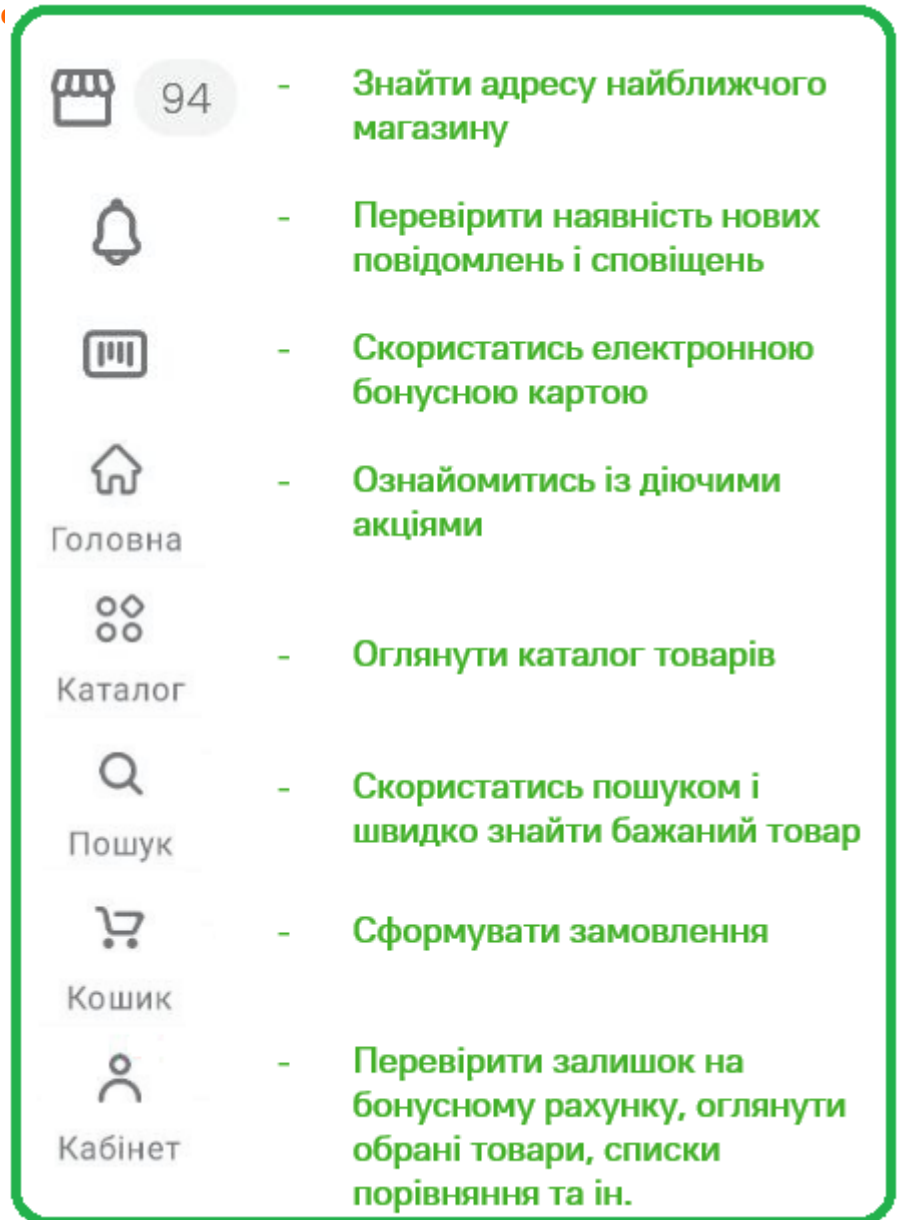 94 - Знайти адресу найближчого
магазину
- Перевірити наявність нових
повідомлень і сповіщень
- Скористатись електронною
бонусною картою
- Ознайомитись із діючими
акціями
Головна
- Оглянути каталог товарів
Каталог
- Скористатись пошуком і
швидко знайти бажаний товар
Пошук
- Сформувати замовлення
Кошик
- Перевірити залишок на
бонусному рахунку, оглянути
Кабінет
обрані товари, списки
порівняння та ін.